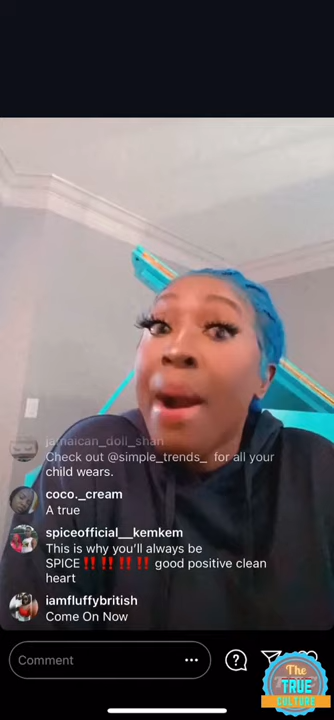 jamaican_doll_shan
Check out @simple_trends_ for all your
child wears.
coco._cream
A true
spiceofficial__kemkem
This is why you’ll always be
SPICE‼️‼️‼️‼️ good positive clean
heart
iamfluffybritish
Come On Now
Comment
The
TRUE
CULTURE